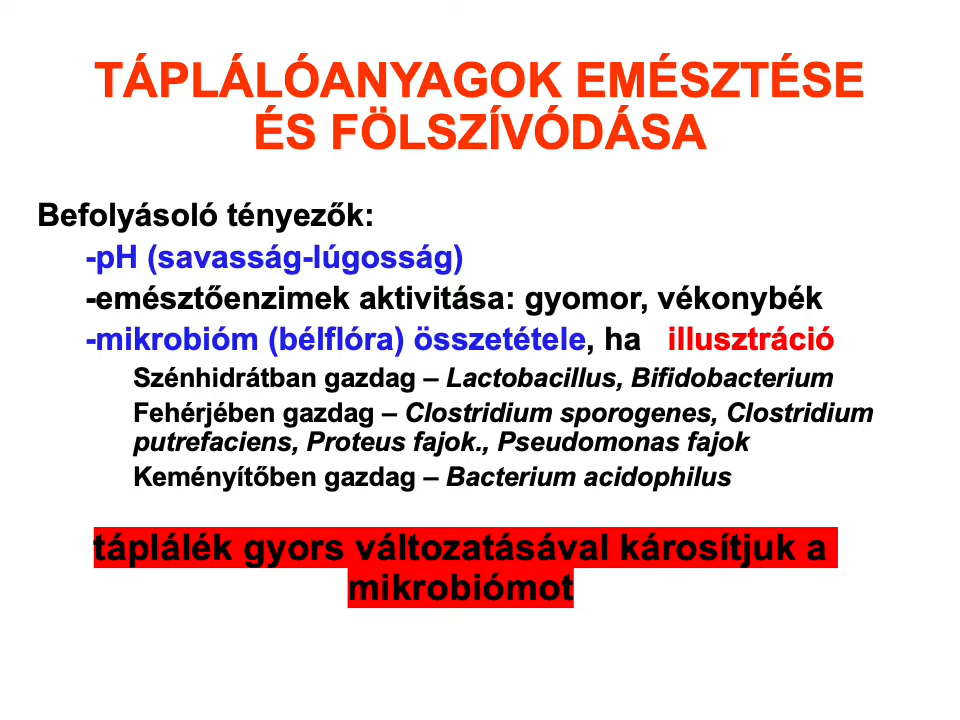 TÁPLÁLÓANYAGOK EMÉSZTÉSE
ÉS FÖLSZÍVÓDÁSA
Befolyásoló tényezők:
-pH (savasság-lúgosság)
-emésztőenzimek aktivitása: gyomor, vékonybék
-mikrobióm (bélflóra) összetétele, ha illusztráció
Szénhidrátban gazdag – Lactobacillus, Bifidobacterium
Fehérjében gazdag – Clostridium sporogenes, Clostridium
putrefaciens, Proteus fajok., Pseudomonas fajok
Keményítőben gazdag – Bacterium acidophilus
táplálék gyors változatásával károsítjuk a
mikrobiómot